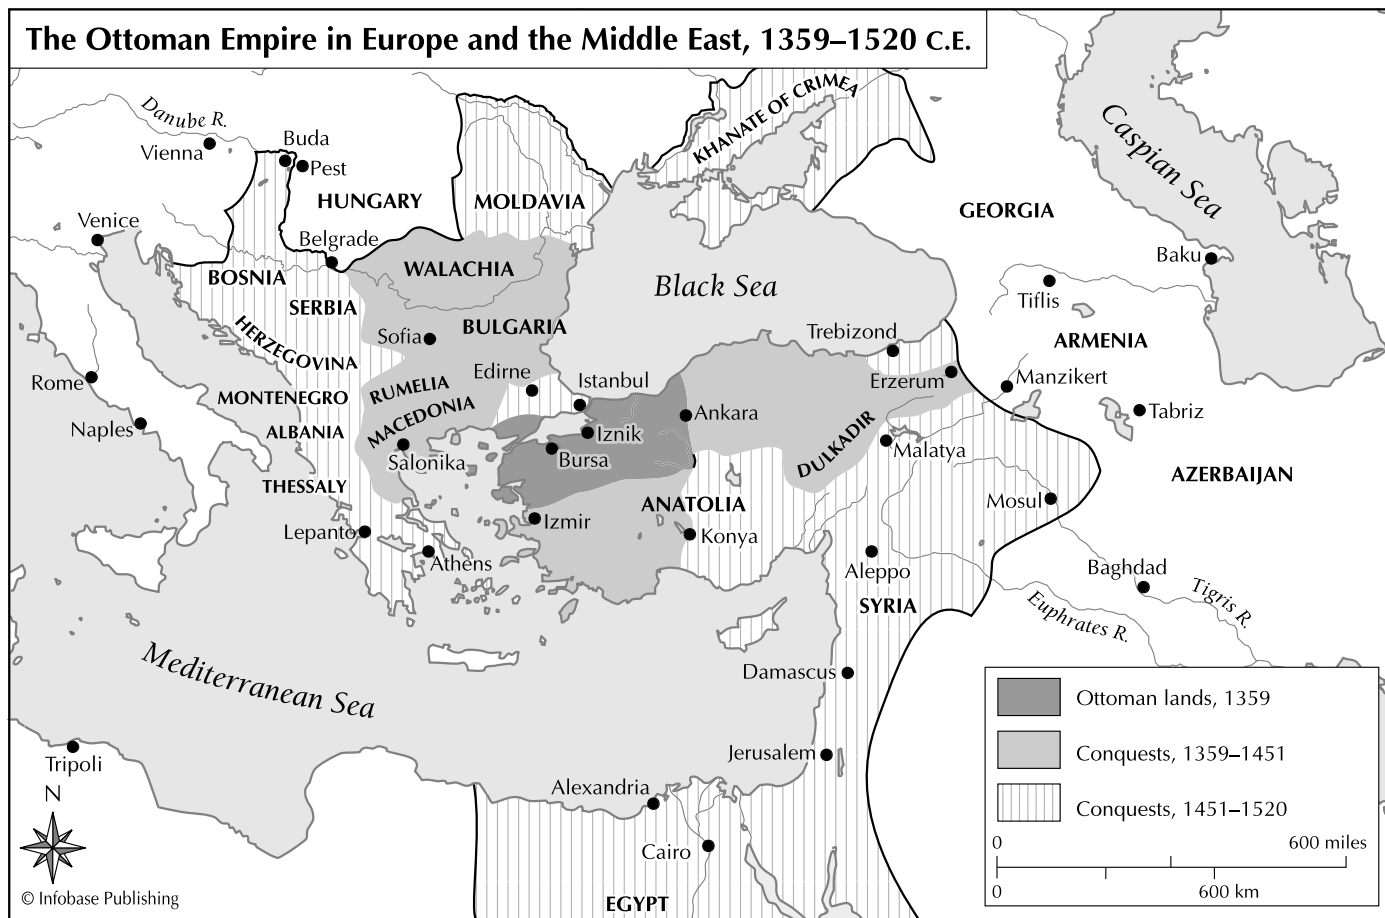 The Ottoman Empire in Europe and the Middle East, 1359–1520 C.E.
KHANATE OF CRIMEA
Caspian Sea
Danube R.
Vienna
Buda
Pest
HUNGARY
MOLDAVIA
GEORGIA
Venice
Belgrade
BOSNIA
WALACHIA
Black Sea
Baku
Tiflis
SERBIA
HERZEGOVINA
Sofia
BULGARIA
Trebizond
ARMENIA
Rome
Edirne
Istanbul
Erzerum
Manzikert
MONTENEGRO
RUMELIA
MACEDONIA
Ankara
Tabriz
Naples
ALBANIA
Iznik
DULKADIR
Salonika
Bursa
Malatya
AZERBAIJAN
THESSALY
ANATOLIA
Mosul
Lepanto
Izmir
Konya
Athens
Aleppo
Baghdad
SYRIA
Euphrates R.
Tigris R.
Mediterranean Sea
Damascus
Jerusalem
Tripoli
Alexandria
Cairo
EGYPT
N
© Infobase Publishing
Ottoman lands, 1359
Conquests, 1359–1451
Conquests, 1451–1520
0 600 miles
0 600 km